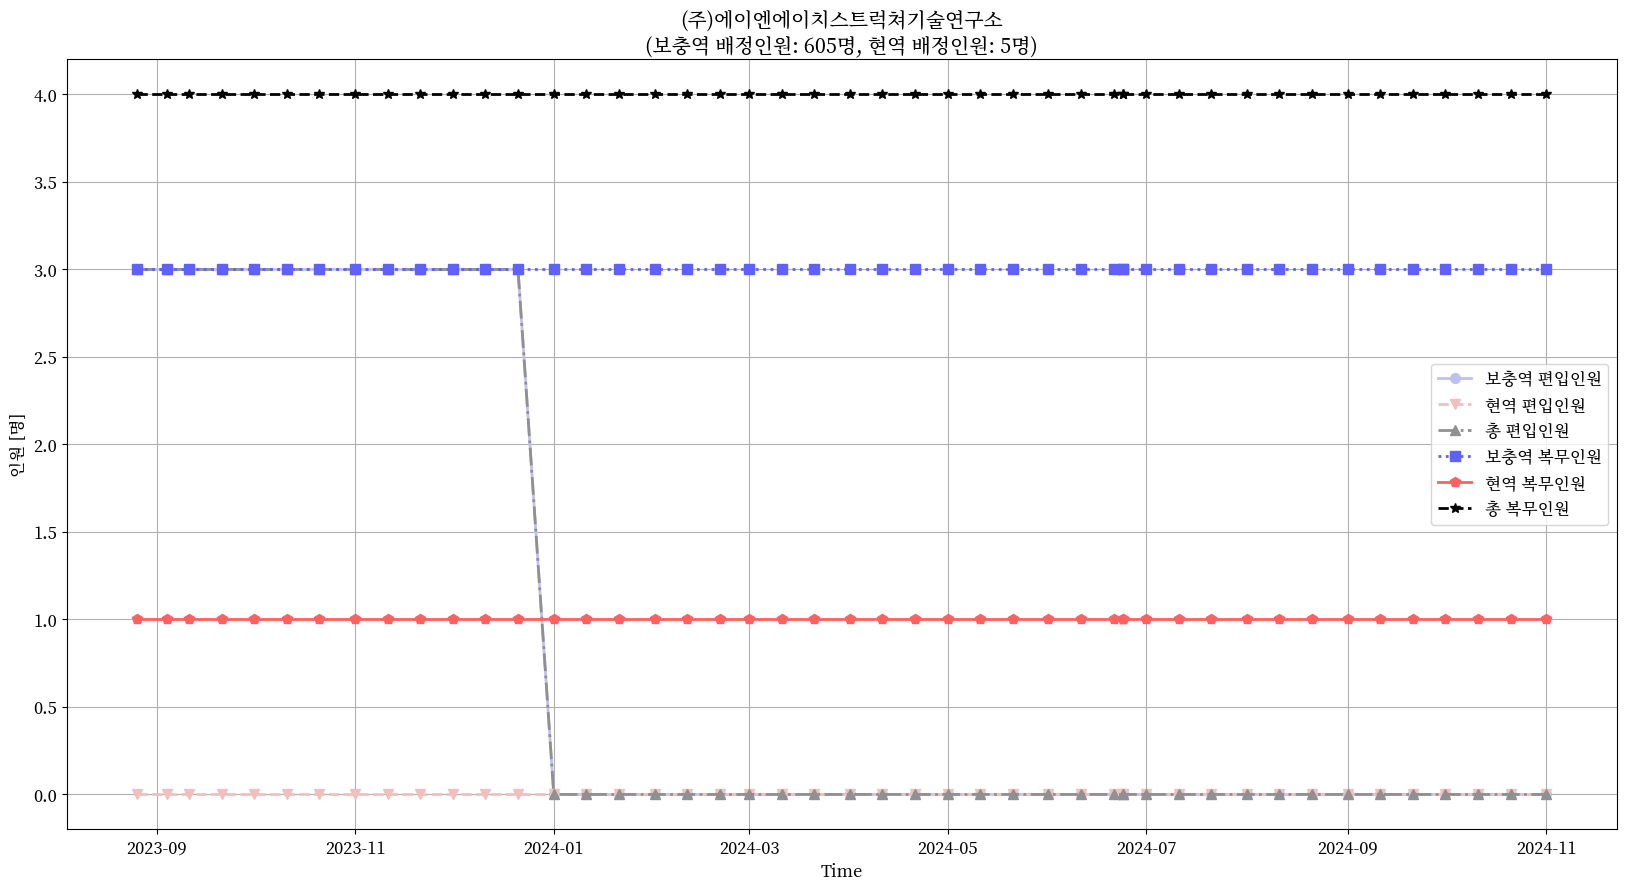 (주)에이엔에이치스트럭쳐기술연구소
(보충역 배정인원: 605명, 현역 배정인원: 5명)
인원 [명]
4.0
3.5
3.0
2.5
2.0
1.5
1.0
0.5
0.0
보충역 편입인원
현역 편입인원
총 편입인원
보충역 복무인원
현역 복무인원
총 복무인원
2023-09
2023-11
2024-01
2024-03
2024-05
2024-07
2024-09
2024-11
Time